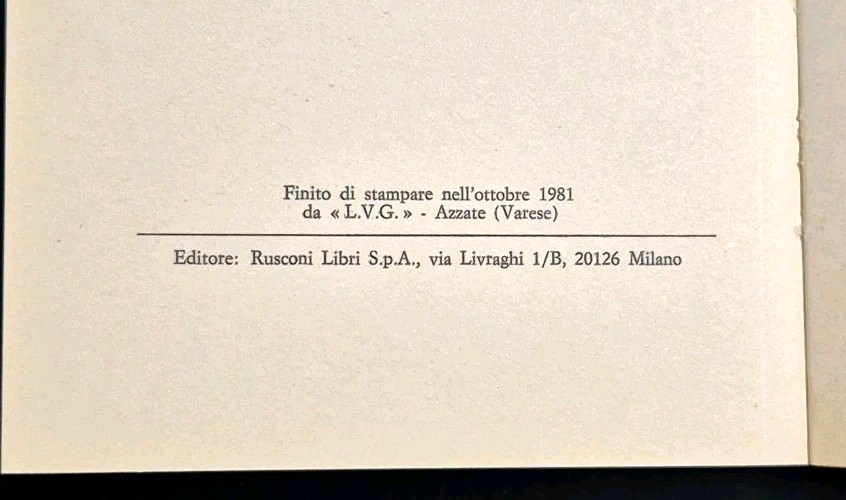 Finito di stampare nell'ottobre 1981
da « L.V.G. » - Azzate (Varese)
Editore: Rusconi Libri S.p.A., via Livraghi 1/B, 20126 Milano